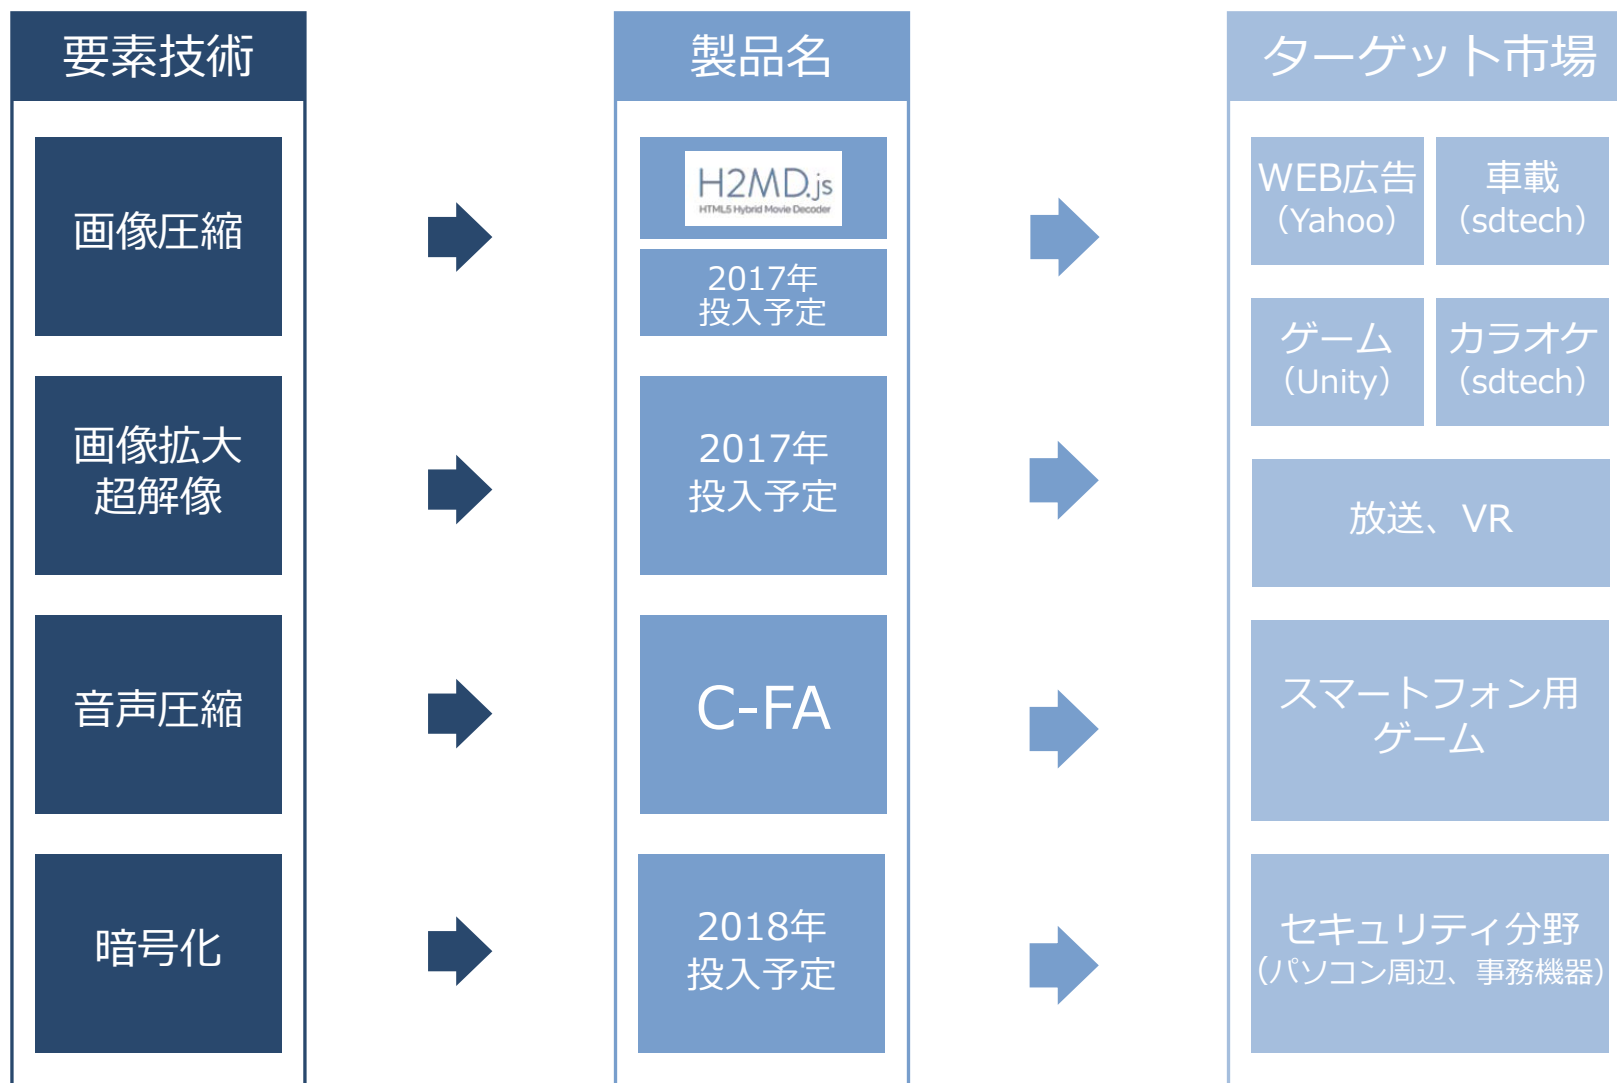 要素技術
製品名
ターゲット市場
画像圧縮
H2MD.js
HTML5 Hybrid Movie Decoder
2017年
投入予定
WEB広告
（Yahoo）
車載
（sdtech）
ゲーム
（Unity）
カラオケ
（sdtech）
画像拡大
超解像
2017年
投入予定
放送、VR
音声圧縮
C-FA
スマートフォン用
ゲーム
暗号化
2018年
投入予定
セキュリティ分野
（パソコン周辺、事務機器）